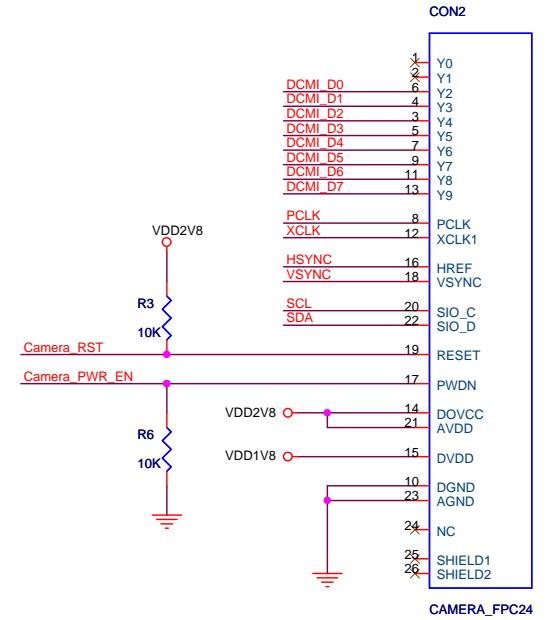 CON2
1 Y0
2 Y1
DCMI_D0 6 Y2
DCMI_D1 4 Y3
DCMI_D2 3 Y4
DCMI_D3 5 Y5
DCMI_D4 7 Y6
DCMI_D5 9 Y7
DCMI_D6 11 Y8
DCMI_D7 13 Y9
PCLK 8 PCLK
XCLK 12 XCLK1
VDD2V8
HSYNC 16 HREF
VSYNC 18 VSYNC
R3
SCL 20 SIO_C
SDA 22 SIO_D
10K
Camera_RST 19 RESET
Camera_PWR_EN 17 PWDN
VDD2V8 14 DOVCC
21 AVDD
R6
VDD1V8 15 DVDD
10K
10 DGND
23 AGND
24 NC
25 SHIELD1
26 SHIELD2
CAMERA_FPC24